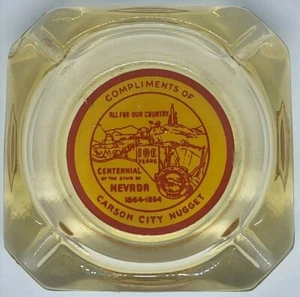 COMPLIMENTS OF
ALL FOR OUR COUNTRY
100
YEARS
CENTENNIAL
OF THE STATE OF
NEVADA
1864-1964
CARSON CITY NUGGET